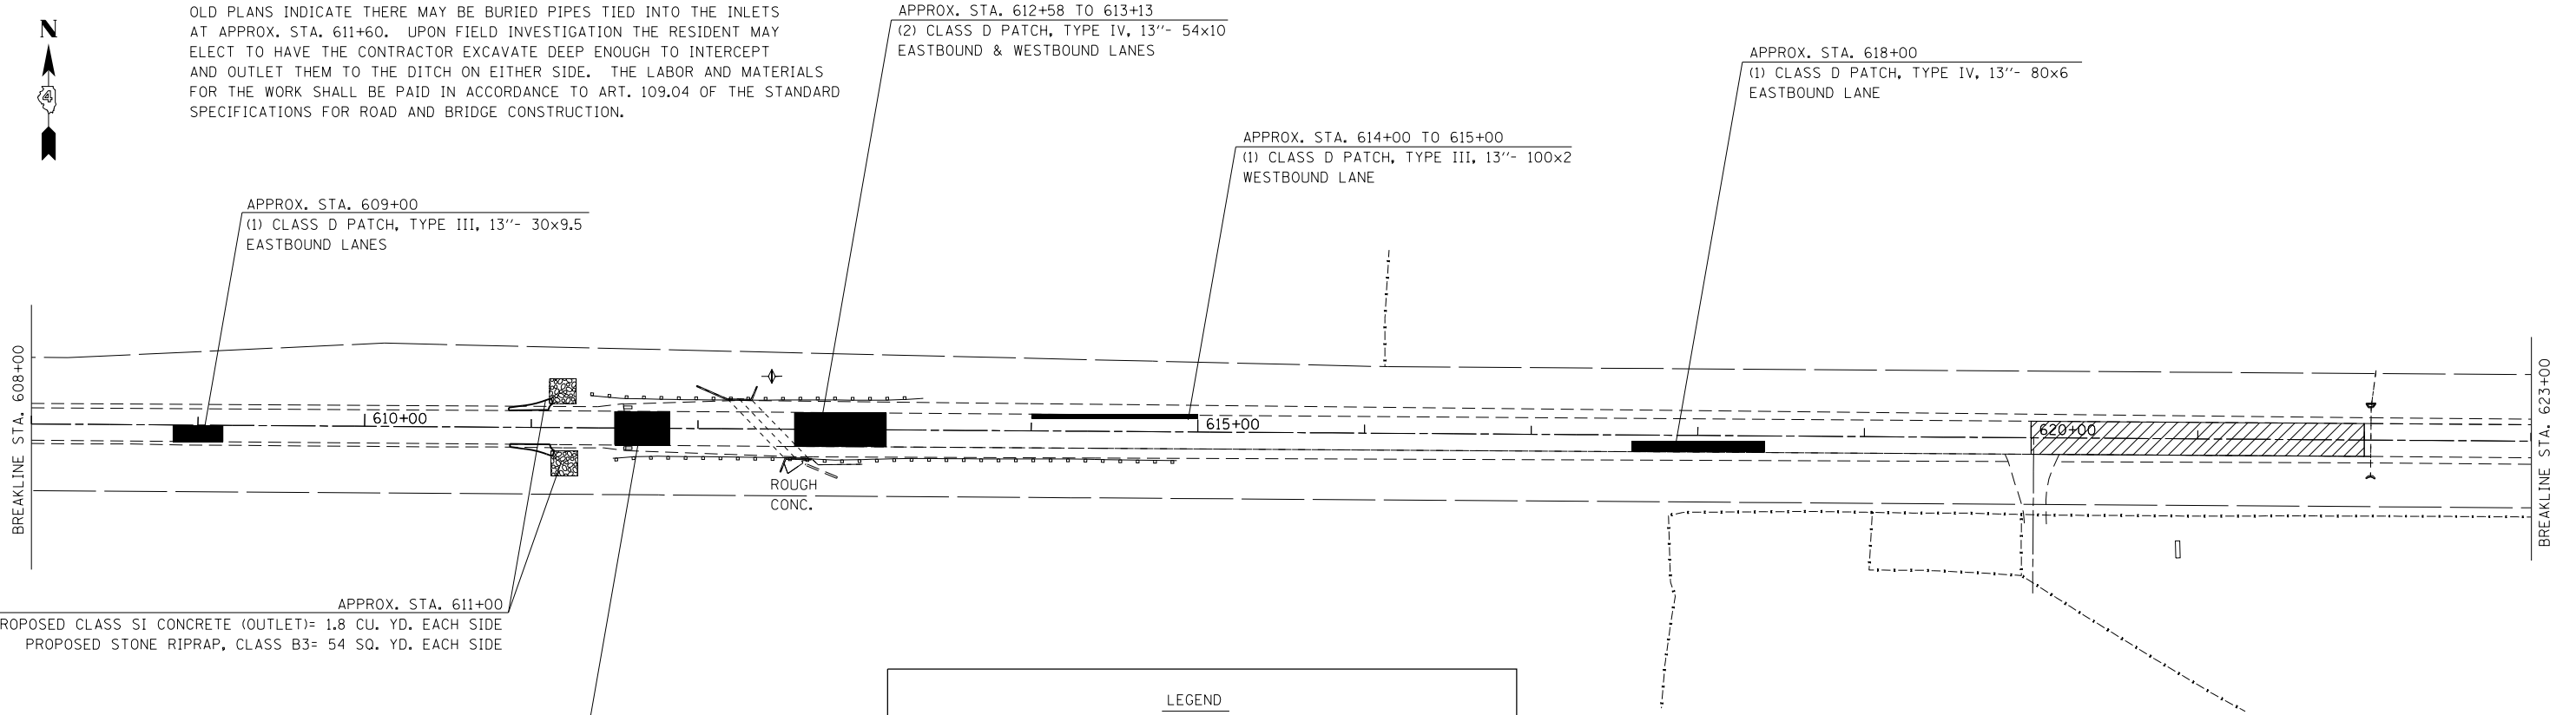 OLD PLANS INDICATE THERE MAY BE BURIED PIPES TIED INTO THE INLETS
AT APPROX. STA. 611+60. UPON FIELD INVESTIGATION THE RESIDENT MAY
ELECT TO HAVE THE CONTRACTOR EXCAVATE DEEP ENOUGH TO INTERCEPT
AND OUTLET THEM TO THE DITCH ON EITHER SIDE. THE LABOR AND MATERIALS
FOR THE WORK SHALL BE PAID IN ACCORDANCE TO ART. 109.04 OF THE STANDARD
SPECIFICATIONS FOR ROAD AND BRIDGE CONSTRUCTION.
N
4
APPROX. STA. 612+58 TO 613+13
(2) CLASS D PATCH, TYPE IV, 13''- 54x10
EASTBOUND & WESTBOUND LANES
APPROX. STA. 618+00
(1) CLASS D PATCH, TYPE IV, 13''- 80x6
EASTBOUND LANE
APPROX. STA. 614+00 TO 615+00
(1) CLASS D PATCH, TYPE III, 13''- 100x2
WESTBOUND LANE
APPROX. STA. 609+00
(1) CLASS D PATCH, TYPE III, 13''- 30x9.5
EASTBOUND LANES
BREAKLINE STA. 608+00
610+00
615+00
620+00
BREAKLINE STA. 623+00
ROUGH
CONC.
APPROX. STA. 611+00
ROPOSED CLASS SI CONCRETE (OUTLET)= 1.8 CU. YD. EACH SIDE
PROPOSED STONE RIPRAP, CLASS B3= 54 SQ. YD. EACH SIDE
LEGEND